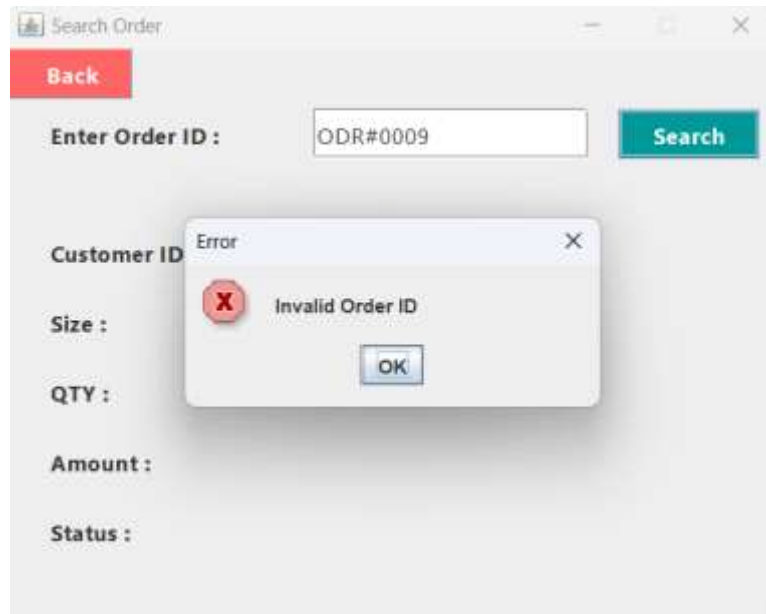 Search Order
Back
Enter Order ID : ODR#0009 Search
Customer ID
Error
Invalid Order ID
OK
Size :
QTY :
Amount :
Status :